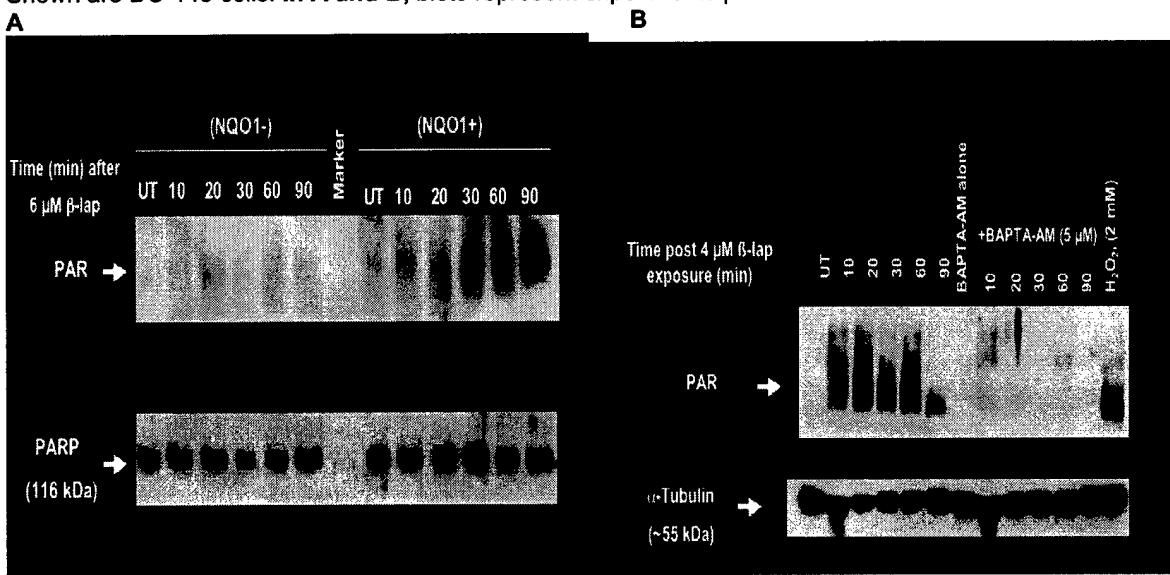 A
B
(NQO1-)
Marker
(NQO1+)
Time (min) after
6 μM β-lap
UT 10 20 30 60 90
UT 10 20 30 60 90
PAR
PARP
(116 kDa)
Time post 4 μM ß-lap
exposure (min)
UT
10
20
30
60
90
BAPTA-AM alone
+BAPTA-AM (5 μM)
10
20
30
60
90
H₂O₂, (2 mM)
PAR
α-Tubulin
(~55 kDa)